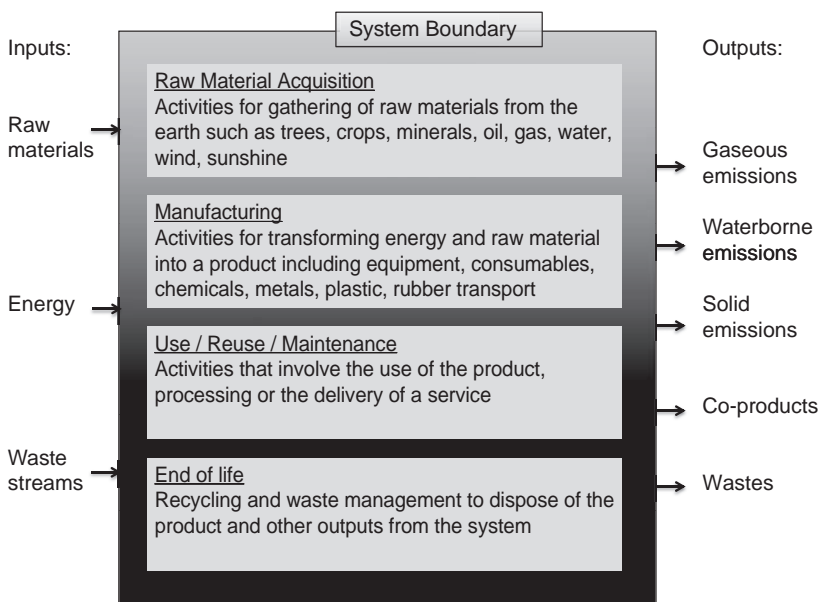 System Boundary
Inputs:
Outputs:
Raw Material Acquisition
Activities for gathering of raw materials from the
earth such as trees, crops, minerals, oil, gas, water,
wind, sunshine
Raw
materials
Gaseous
emissions
Manufacturing
Activities for transforming energy and raw material
into a product including equipment, consumables,
chemicals, metals, plastic, rubber transport
Waterborne
emissions
Energy
Solid
emissions
Use / Reuse / Maintenance
Activities that involve the use of the product,
processing or the delivery of a service
Co-products
Waste
streams
End of life
Recycling and waste management to dispose of the
product and other outputs from the system
Wastes